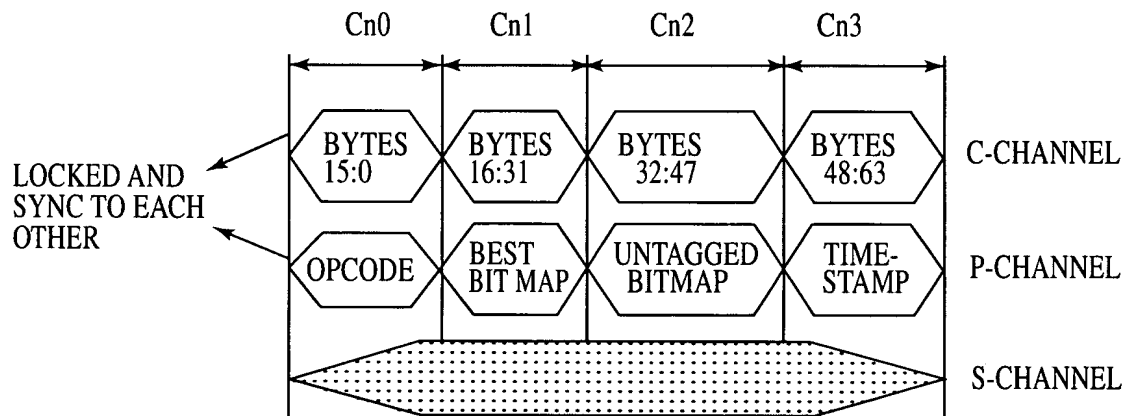 Cn0 Cn1 Cn2 Cn3
BYTES 15:0
BYTES 16:31
BYTES 32:47
BYTES 48:63
C-CHANNEL
LOCKED AND
SYNC TO EACH
OTHER
OPCODE
BEST
BIT MAP
UNTAGGED
BITMAP
TIME-
STAMP
P-CHANNEL
S-CHANNEL